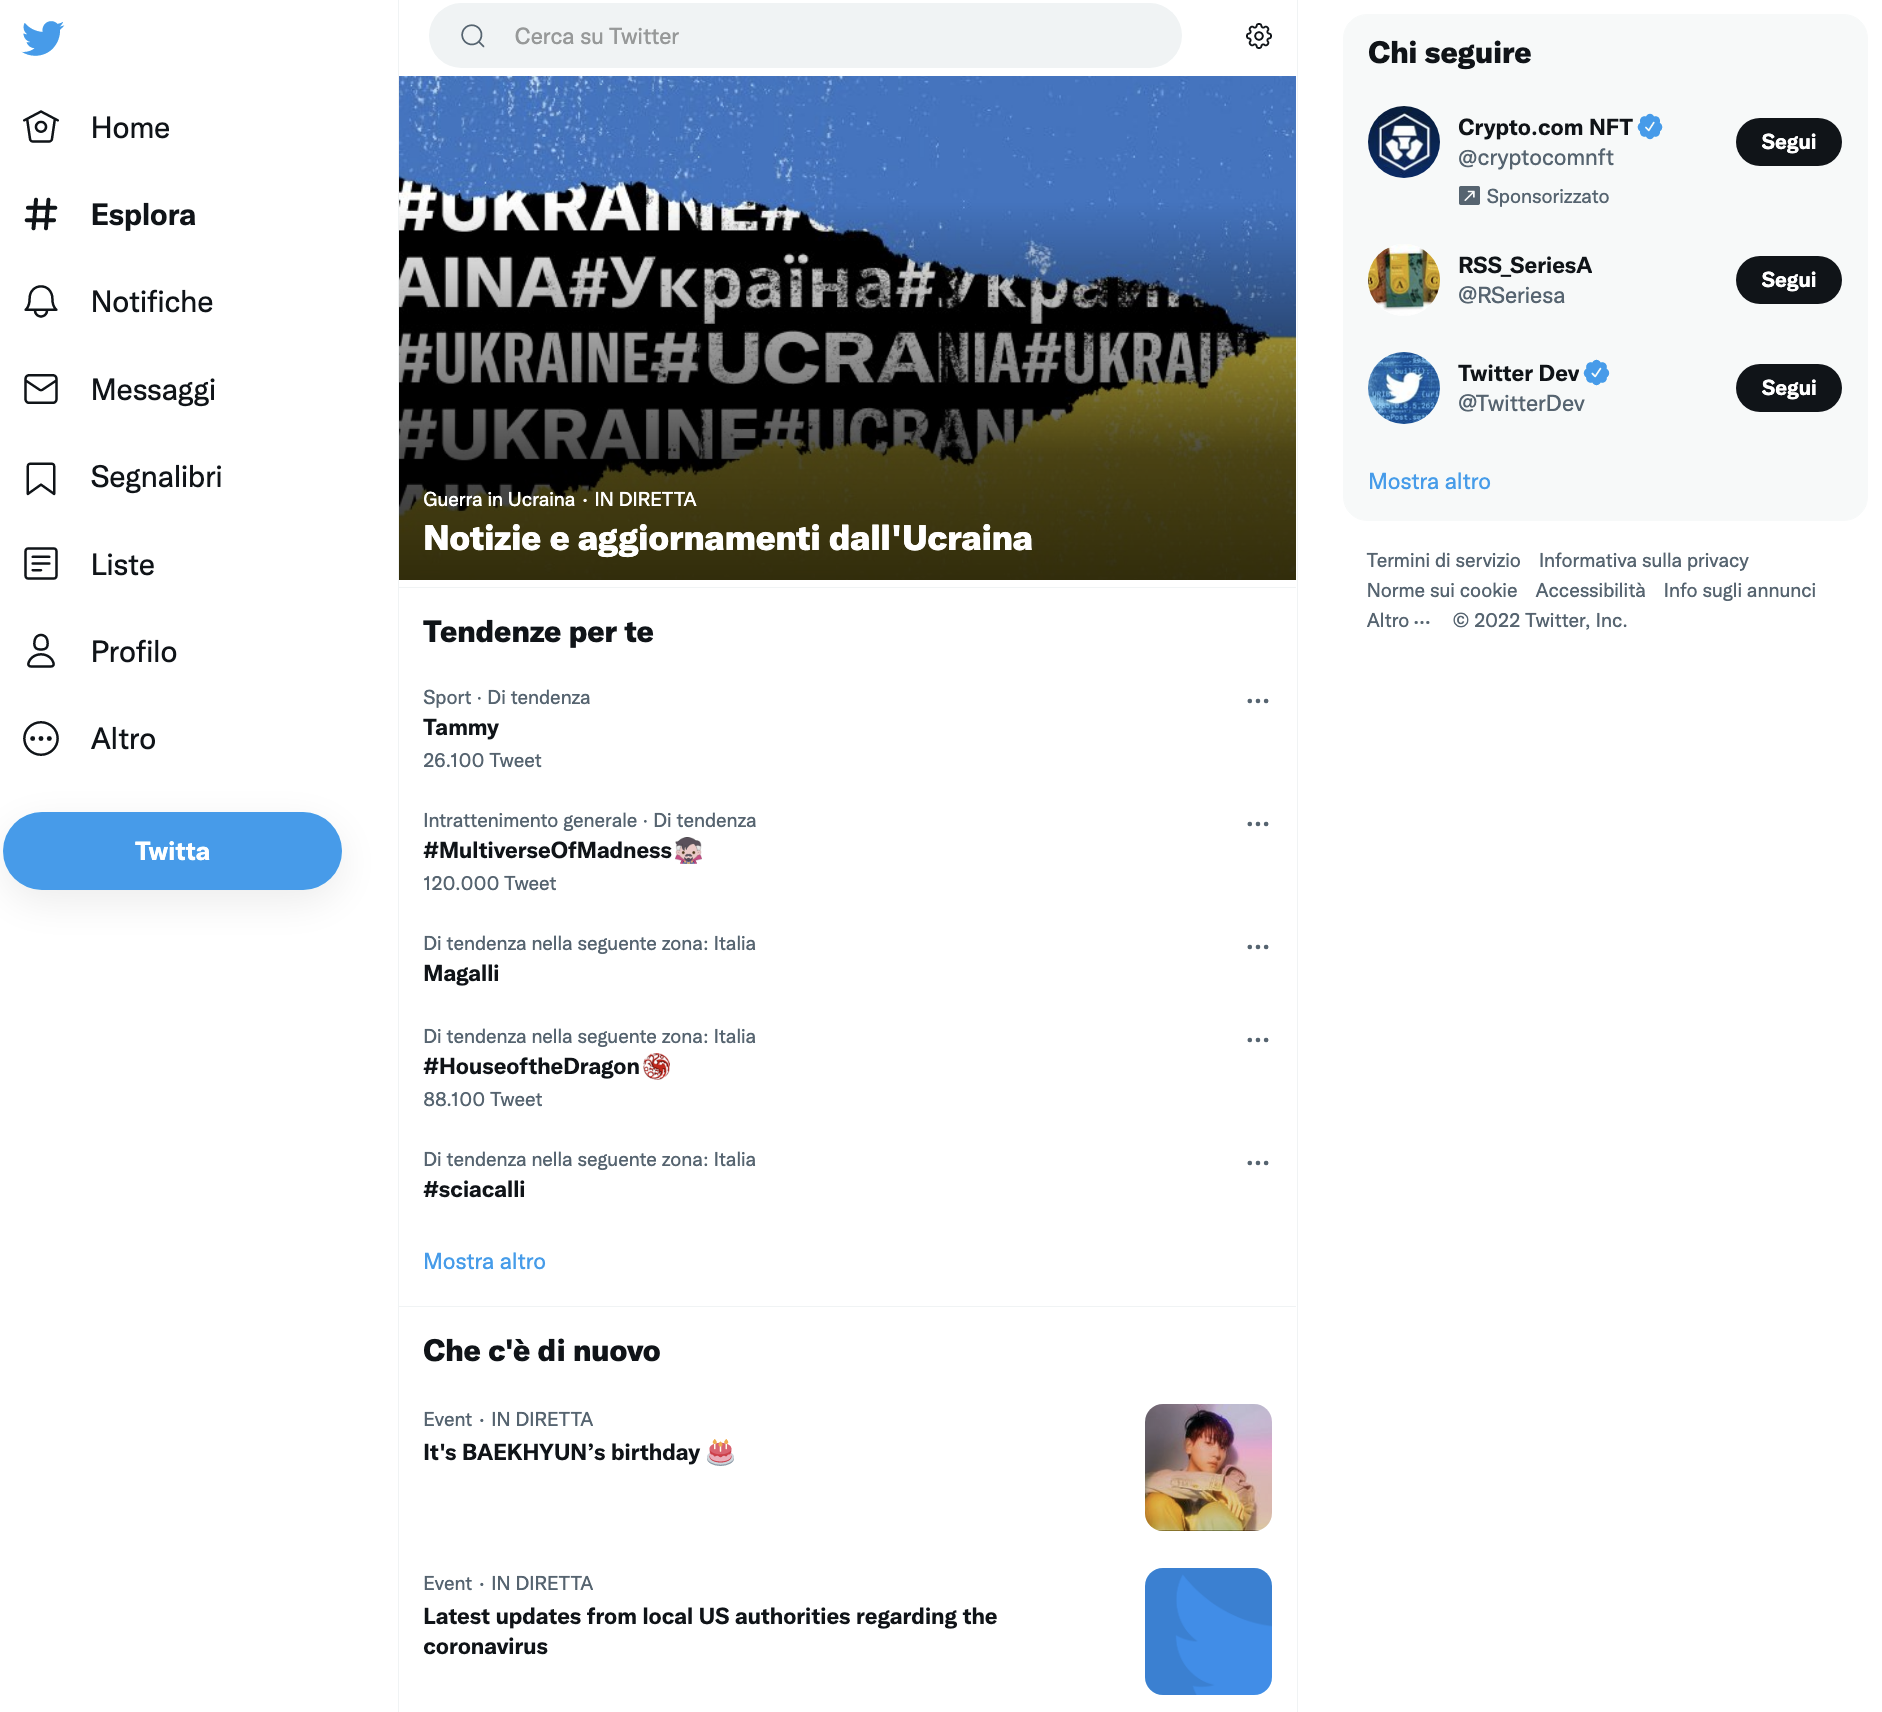 Home
Esplora
Notifiche
Messaggi
Segnalibri
Liste
Profilo
Altro
Twitta
Cerca su Twitter
#UKRAINE#U
AINA#Україна#Україн
#UKRAINE#UCRANIA#UKRAIN
#UKRAINE#UCRANI
Guerra in Ucraina · IN DIRETTA
Notizie e aggiornamenti dall'Ucraina
Tendenze per te
Sport · Di tendenza
Tammy
26.100 Tweet
Intrattenimento generale · Di tendenza
#MultiverseOfMadness
120.000 Tweet
Di tendenza nella seguente zona: Italia
Magalli
Di tendenza nella seguente zona: Italia
#HouseoftheDragon
88.100 Tweet
Di tendenza nella seguente zona: Italia
#sciacalli
Mostra altro
Che c'è di nuovo
Event · IN DIRETTA
It's BAEKHYUN’s birthday 🎂
Event · IN DIRETTA
Latest updates from local US authorities regarding the
coronavirus
Chi seguire
Crypto.com NFT
@cryptocomnft
Segui
Sponsorizzato
RSS_SeriesA
@RSeriesa
Segui
Twitter Dev
@TwitterDev
Segui
Mostra altro
Termini di servizio Informativa sulla privacy
Norme sui cookie Accessibilità Info sugli annunci
Altro ··· © 2022 Twitter, Inc.